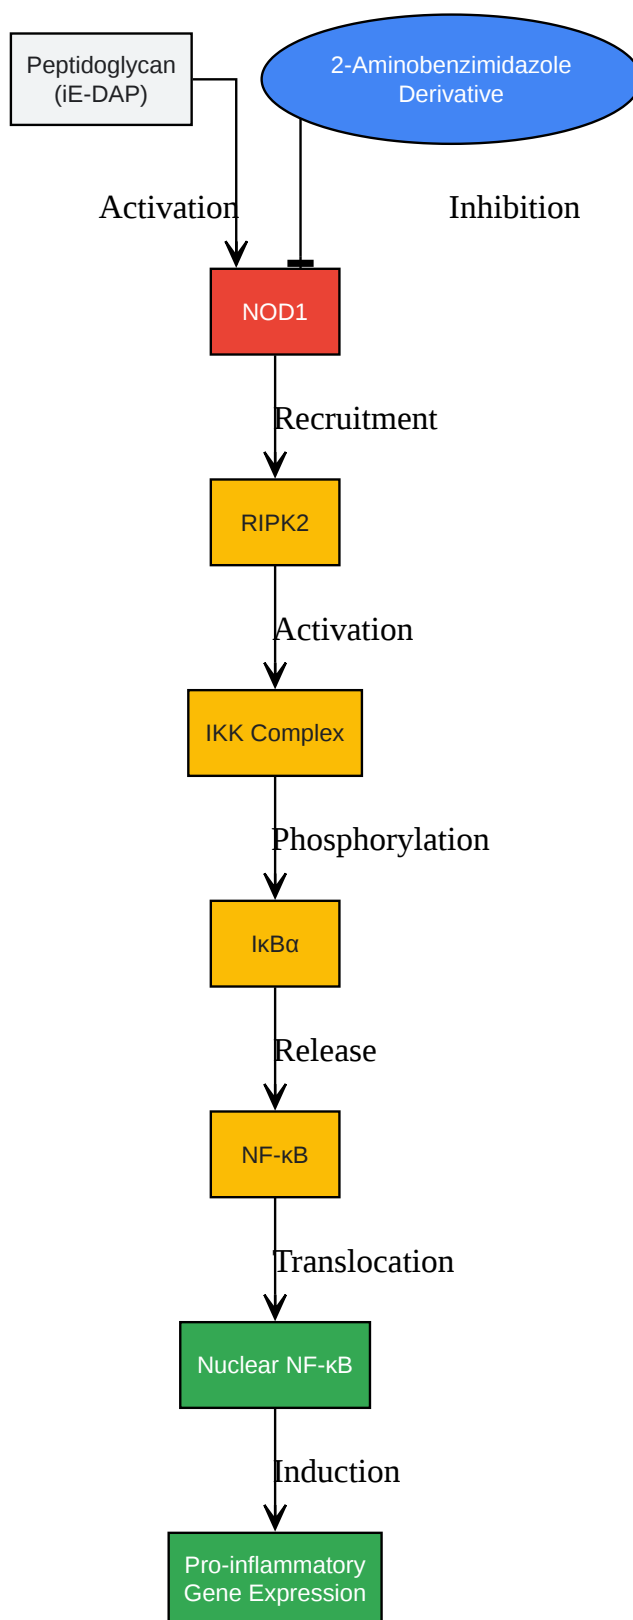 Peptidoglycan
(iE-DAP)
2-Aminobenzimidazole
Derivative
Activation
Inhibition
NOD1
Recruitment
RIPK2
Activation
IKK Complex
Phosphorylation
IκBα
Release
NF-κB
Translocation
Nuclear NF-κB
Induction
Pro-inflammatory
Gene Expression